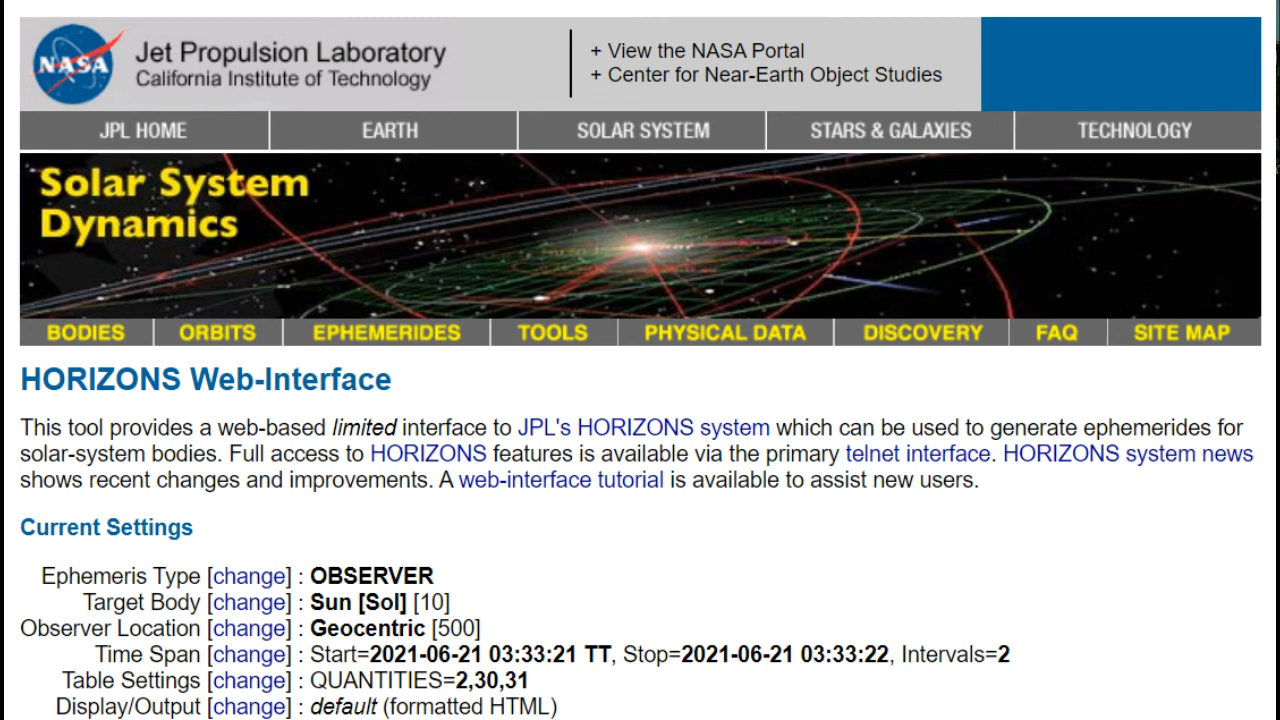 NASA
Jet Propulsion Laboratory
California Institute of Technology
+ View the NASA Portal
+ Center for Near-Earth Object Studies
JPL HOME
EARTH
SOLAR SYSTEM
STARS & GALAXIES
TECHNOLOGY
Solar System
Dynamics
BODIES
ORBITS
EPHEMERIDES
TOOLS
PHYSICAL DATA
DISCOVERY
FAQ
SITE MAP
HORIZONS Web-Interface
This tool provides a web-based limited interface to JPL's HORIZONS system which can be used to generate ephemerides for
solar-system bodies. Full access to HORIZONS features is available via the primary telnet interface. HORIZONS system news
shows recent changes and improvements. A web-interface tutorial is available to assist new users.
Current Settings
Ephemeris Type [change] : OBSERVER
Target Body [change] : Sun [Sol] [10]
Observer Location [change] : Geocentric [500]
Time Span [change] : Start=2021-06-21 03:33:21 TT, Stop=2021-06-21 03:33:22, Intervals=2
Table Settings [change] : QUANTITIES=2,30,31
Display/Output [change] : default (formatted HTML)